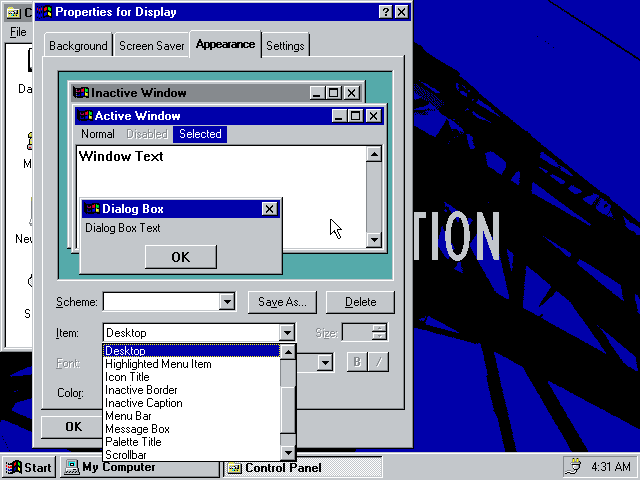 Properties for Display
File
Background
Screen Saver
Appearance
Settings
Inactive Window
Active Window
Normal
Disabled
Selected
Window Text
Dialog Box
Dialog Box Text
OK
TION
Scheme:
Save As...
Delete
Item:
Desktop
Size:
Desktop
Highlighted Menu Item
Icon Title
Inactive Border
Inactive Caption
Menu Bar
Message Box
Palette Title
Scrollbar
Font:
B
/
Color:
OK
Start
My Computer
Control Panel
4:31 AM